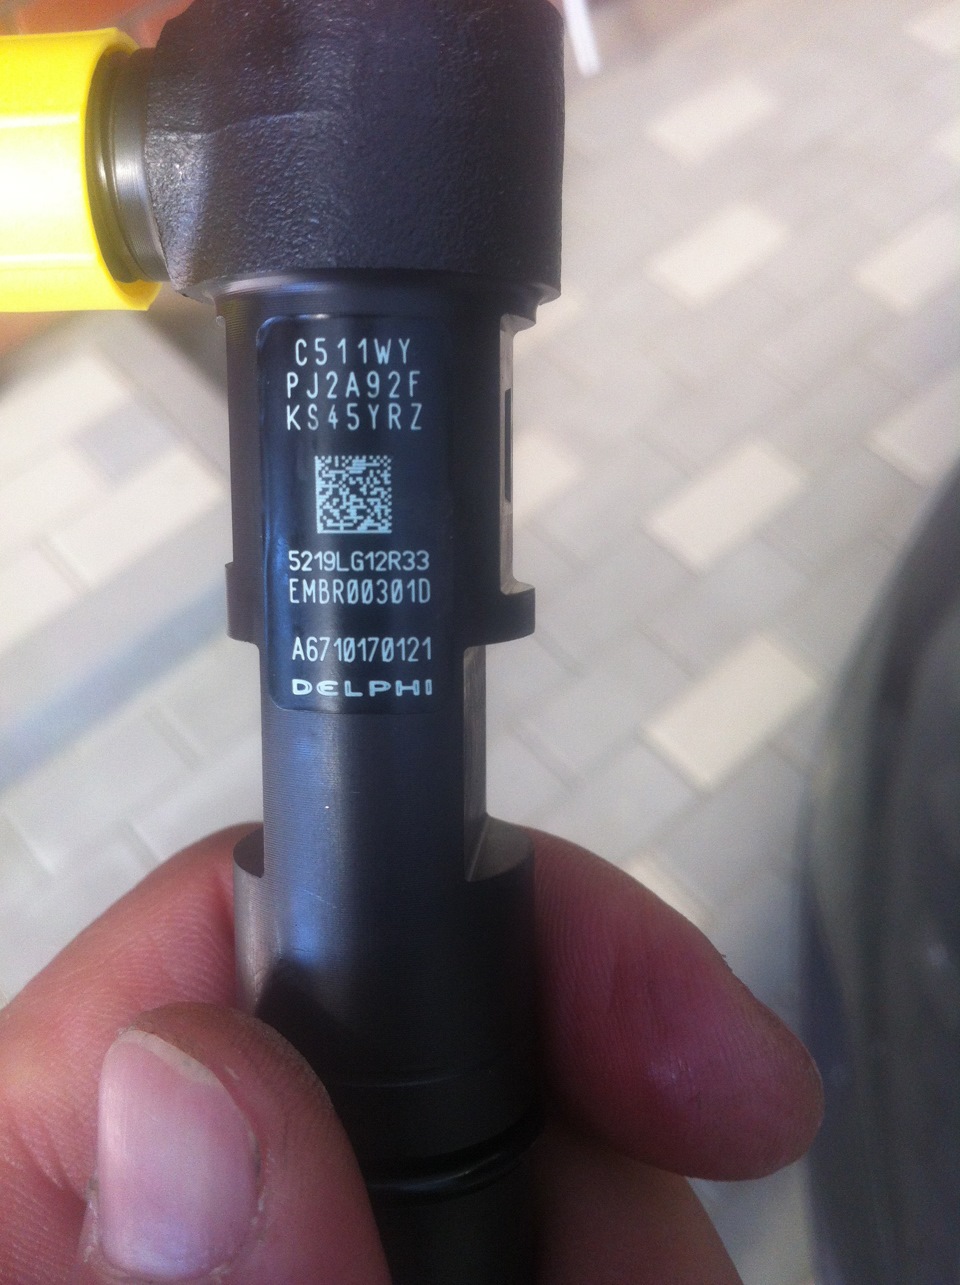 C511WY
PJ2A92F
KS45YRZ
5219LG12R33
EMBR00301D
A6710170121
DELPHI